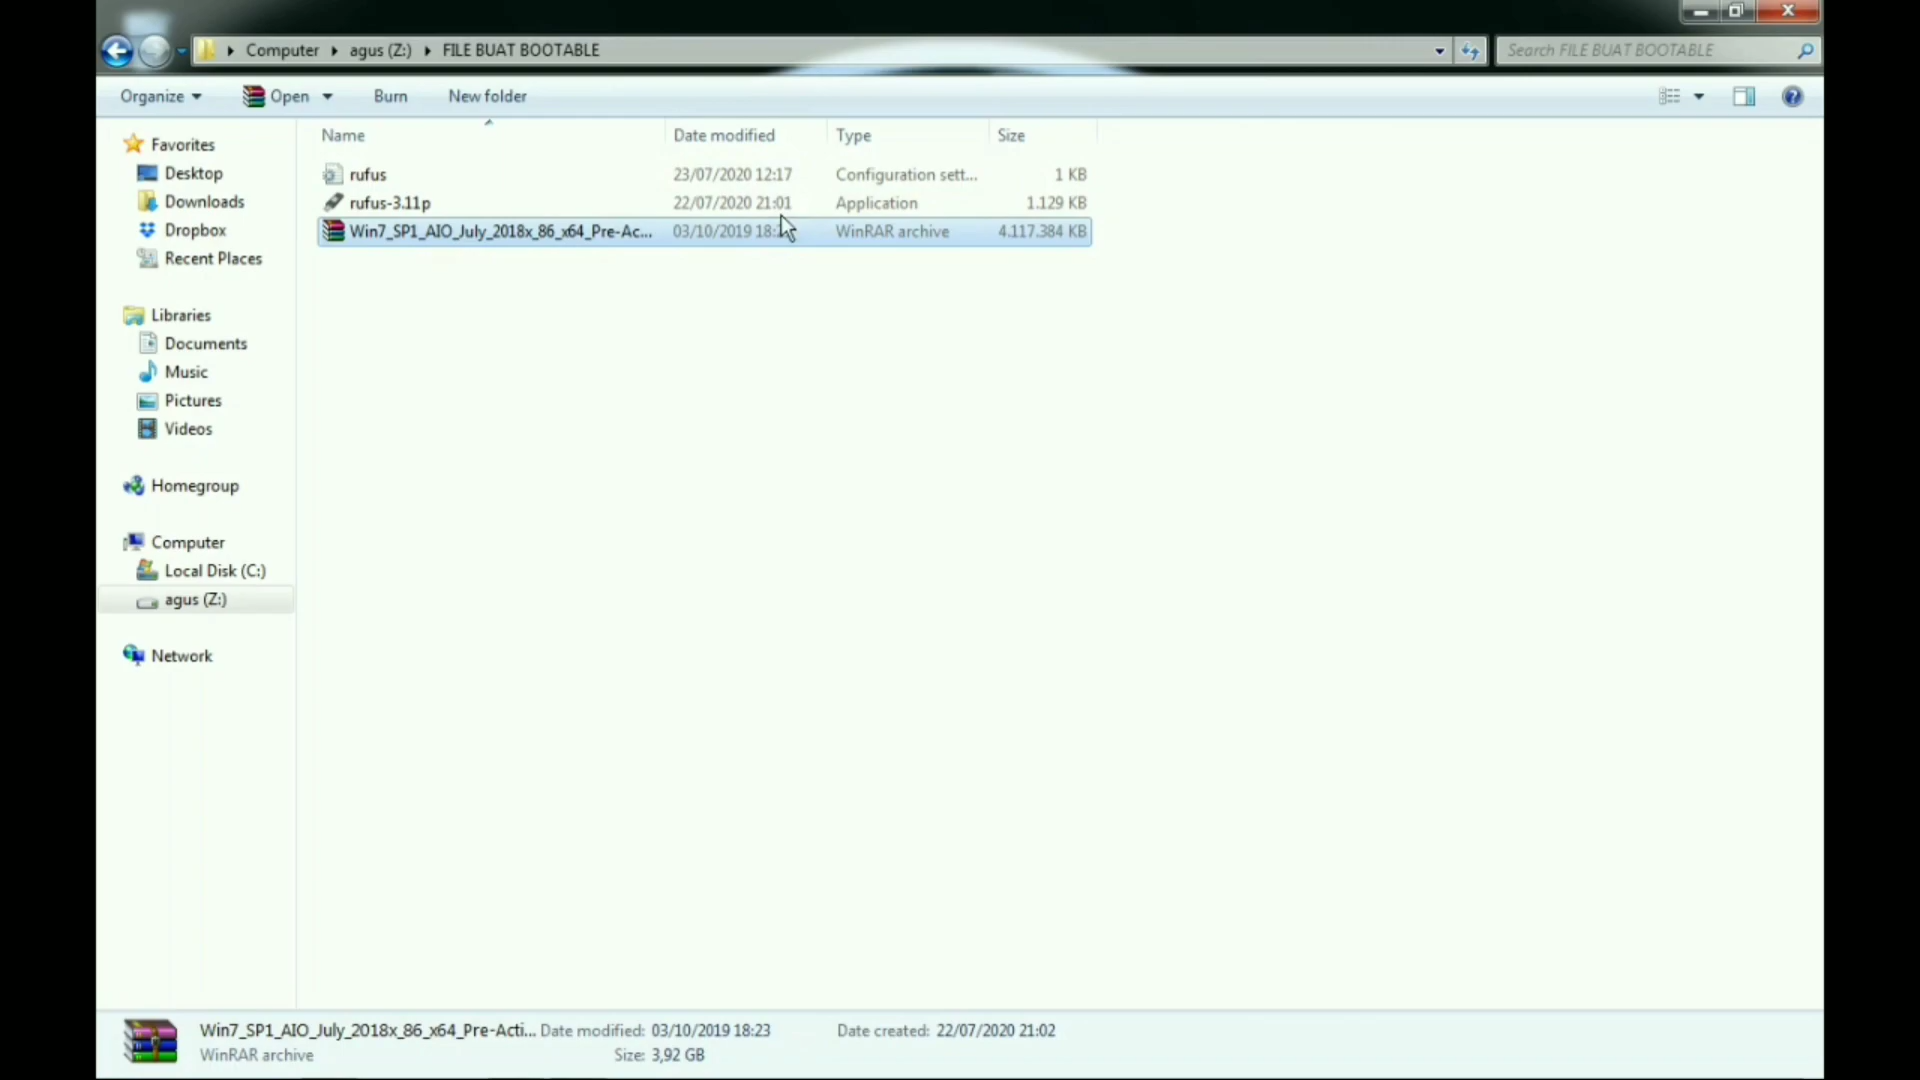 Computer agus (Z:) FILE BUAT BOOTABLE
Search FILE BUAT BOOTABLE
Organize Open Burn New folder
Name Date modified Type Size
rufus 23/07/2020 12:17 Configuration sett... 1 KB
rufus-3.11p 22/07/2020 21:01 Application 1.129 KB
Win7_SP1_AIO_July_2018x_86_x64_Pre-Ac... 03/10/2019 WinRAR archive 4.117.384 KB
Favorites
Desktop
Downloads
Dropbox
Recent Places
Libraries
Documents
Music
Pictures
Videos
Homegroup
Computer
Local Disk (C:)
agus (Z:)
Network
Win7_SP1_AIO_July_2018x_86_x64_Pre-Acti... Date modified: 03/10/2019 18:23 Date created: 22/07/2020 21:02
WinRAR archive Size: 3,92 GB